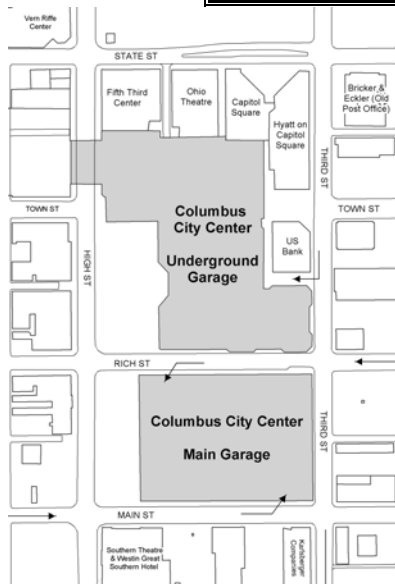 Vern Riffe
Center
STATE ST
Fifth Third
Center
Ohio
Theatre
Capitol
Square
Hyatt on
Capitol
Square
Bricker &
Eckler (Old
Post Office)
THIRD ST
TOWN ST
TOWN ST
Columbus
City Center
Underground
Garage
US
Bank
HIGH ST
RICH ST
Columbus City Center
Main Garage
THIRD ST
MAIN ST
Southern Theatre
& Westin Great
Southern Hotel
Karlsberger
Companies